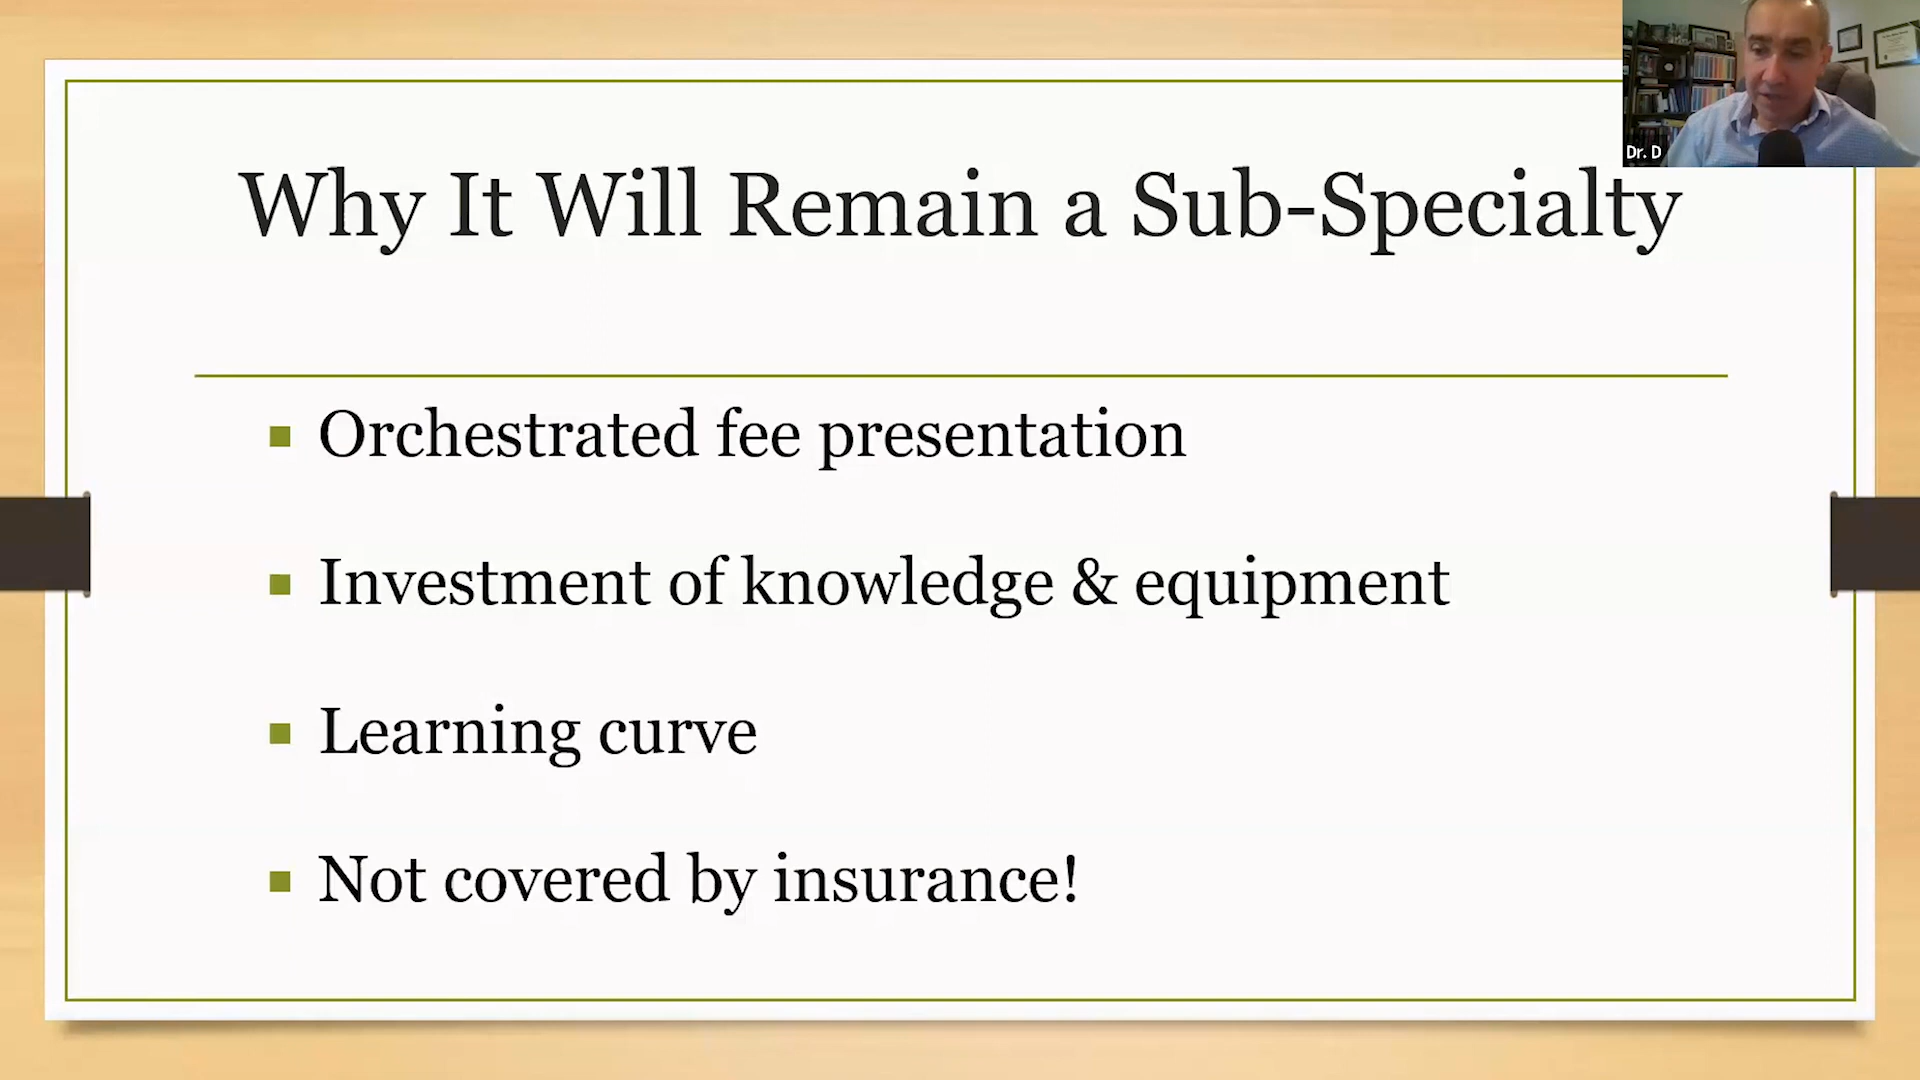 Dr. D
Why It Will Remain a Sub-Specialty
Orchestrated fee presentation
Investment of knowledge & equipment
Learning curve
Not covered by insurance!